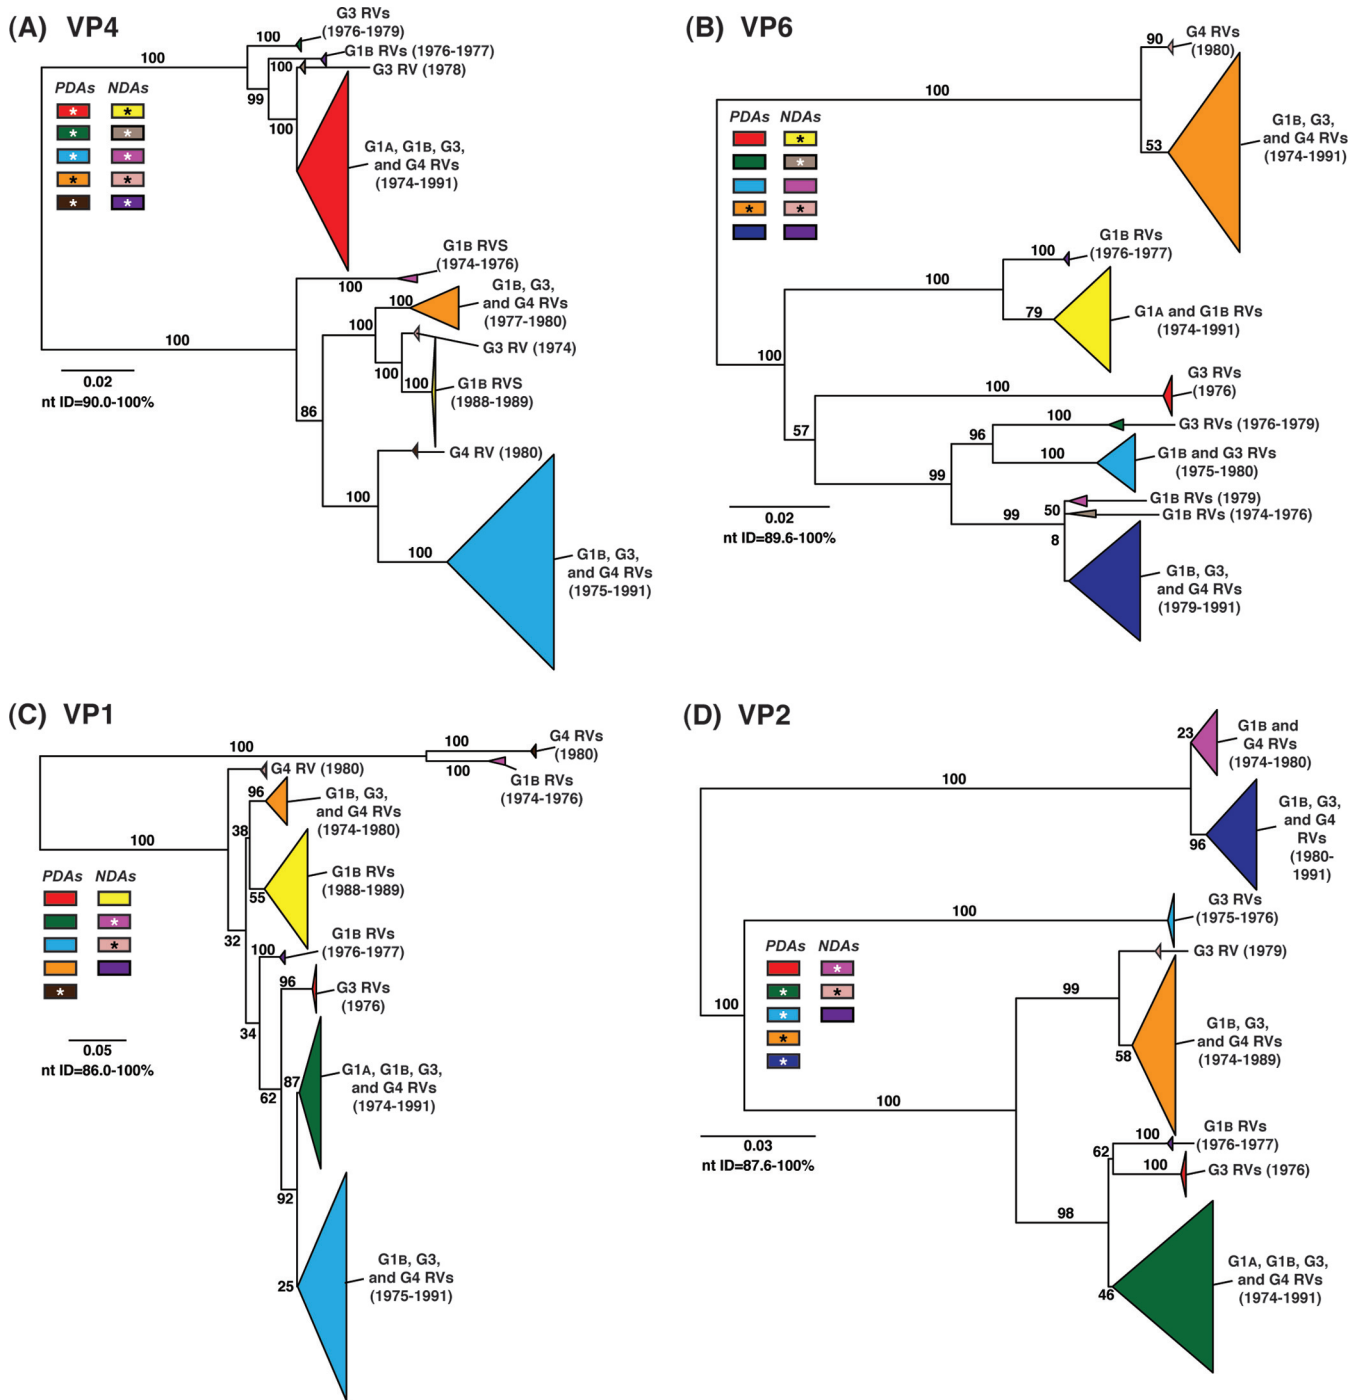 (A) VP4
100
100
G3 RVs
(1976-1979)
G1B RVs (1976-1977)
100
G3 RV (1978)
99
100
G1A, G1B, G3,
and G4 RVs
(1974-1991)
PDAs NDAs
* *
* *
* *
* *
* *
G1B RVS
(1974-1976)
100
100
G1B, G3,
and G4 RVs
(1977-1980)
100
G3 RV (1974)
100
100
G1B RVS
(1988-1989)
100
86
G4 RV (1980)
100
100
G1B, G3,
and G4 RVs
(1975-1991)
0.02
nt ID=90.0-100%
(B) VP6
90
G4 RVs
(1980)
100
53
G1B, G3,
and G4 RVs
(1974-1991)
PDAs NDAs
*
*
* *
100
G1B RVs
(1976-1977)
100
79
G1A and G1B RVs
(1974-1991)
100
100
G3 RVs
(1976)
57
100
G3 RVs (1976-1979)
96
100
G1B and G3 RVs
(1975-1980)
99
G1B RVs (1979)
50
G1B RVs (1974-1976)
99
8
G1B, G3,
and G4 RVs
(1979-1991)
0.02
nt ID=89.6-100%
(C) VP1
100
100
G4 RVs
(1980)
100
G1B RVs
(1974-1976)
G4 RV (1980)
96
G1B, G3,
and G4 RVs
(1974-1980)
100
38
55
G1B RVs
(1988-1989)
32
100
G1B RVs
(1976-1977)
96
G3 RVs
(1976)
34
87
G1A, G1B, G3,
and G4 RVs
(1974-1991)
62
92
25
G1B, G3,
and G4 RVs
(1975-1991)
PDAs NDAs
*
*
*
0.05
nt ID=86.0-100%
(D) VP2
23
G1B and
G4 RVs
(1974-1980)
100
96
G1B, G3,
and G4
RVs
(1980-
1991)
100
G3 RVs
(1975-1976)
100
G3 RV (1979)
99
58
G1B, G3,
and G4 RVs
(1974-1989)
100
100
G1B RVs
(1976-1977)
62
100
G3 RVs (1976)
98
46
G1A, G1B, G3,
and G4 RVs
(1974-1991)
PDAs NDAs
*
* *
*
*
*
0.03
nt ID=87.6-100%